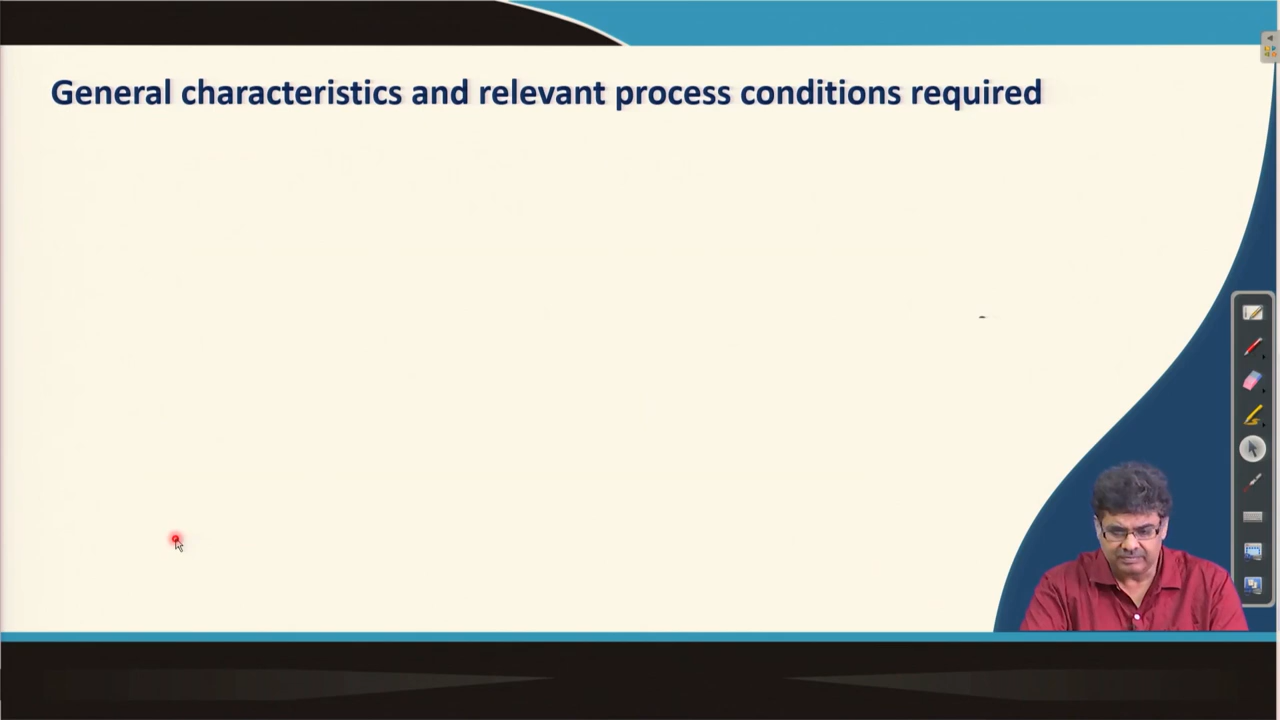 General characteristics and relevant process conditions required